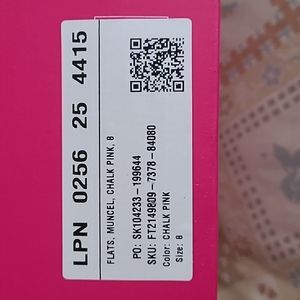 LPN 0256 25 4415
FLATS, MUNCEL, CHALK PINK, 8
PO: SK104233-199644
SKU: FT2149809-7378-84080
Color: CHALK PINK
Size: 8